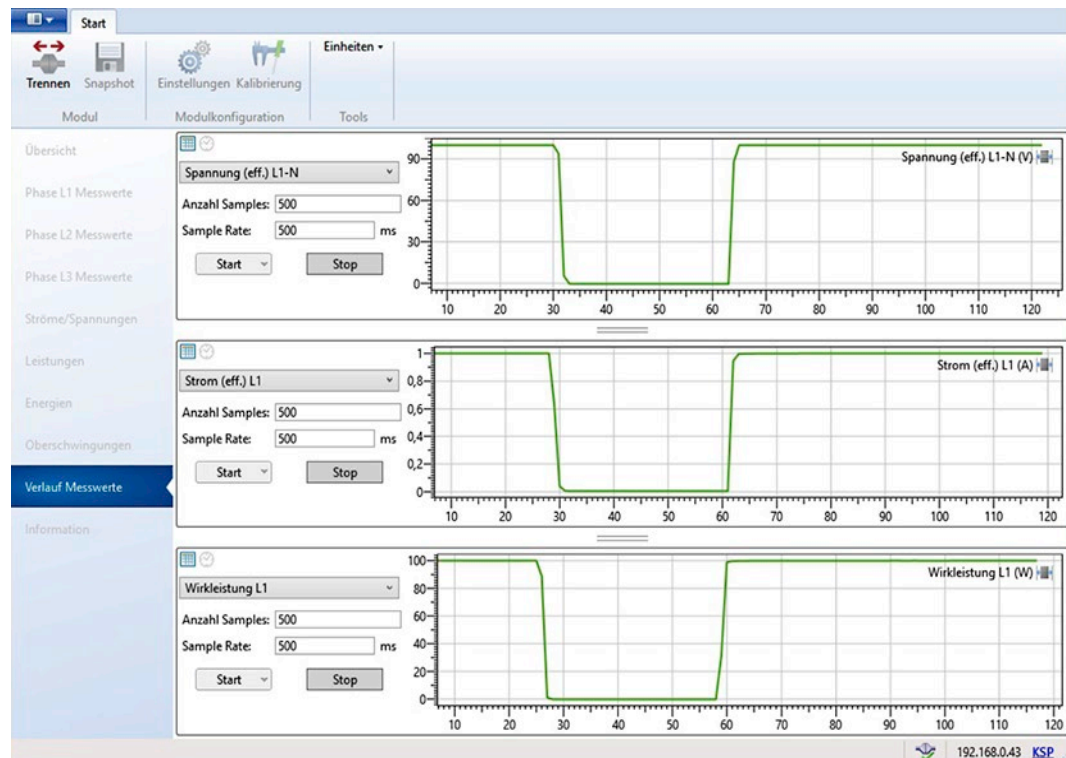 Start
Trennen Snapshot
Einstellungen Kalibrierung
Einheiten
Modul
Modulkonfiguration
Tools
Übersicht
Phase L1 Messwerte
Phase L2 Messwerte
Phase L3 Messwerte
Ströme/Spannungen
Leistungen
Energien
Oberschwingungen
Verlauf Messwerte
Information
Spannung (eff.) L1-N
Anzahl Samples: 500
Sample Rate: 500 ms
Start Stop
Spannung (eff.) L1-N (V)
90
60
30
0
10 20 30 40 50 60 70 80 90 100 110 120
Strom (eff.) L1
Anzahl Samples: 500
Sample Rate: 500 ms
Start Stop
Strom (eff.) L1 (A)
1
0,8
0,6
0,4
0,2
0
10 20 30 40 50 60 70 80 90 100 110 120
Wirkleistung L1
Anzahl Samples: 500
Sample Rate: 500 ms
Start Stop
Wirkleistung L1 (W)
100
80
60
40
20
0
10 20 30 40 50 60 70 80 90 100 110 120
192.168.0.43 KSP